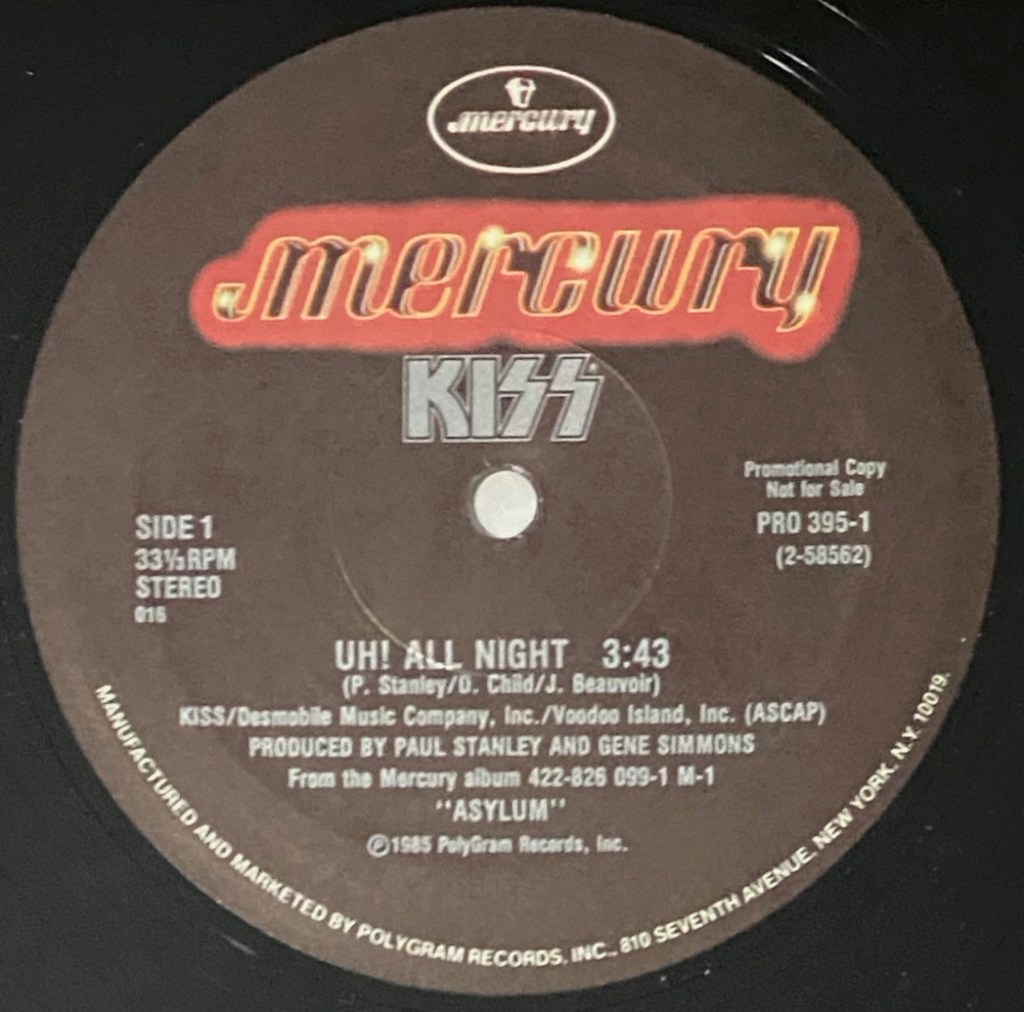 mercury
mercury
KISS
Promotional Copy
Not for Sale
PRO 395-1
(2-58562)
SIDE 1
33⅓ RPM
STEREO
016
UH! ALL NIGHT 3:43
(P. Stanley/D. Child/J. Beauvoir)
KISS/Desmobile Music Company, Inc./Voodoo Island, Inc. (ASCAP)
PRODUCED BY PAUL STANLEY AND GENE SIMMONS
From the Mercury album 422-826 099-1 M-1
"ASYLUM"
℗1985 PolyGram Records, Inc.
MANUFACTURED AND MARKETED BY POLYGRAM RECORDS, INC., 810 SEVENTH AVENUE, NEW YORK, N.Y. 10019.